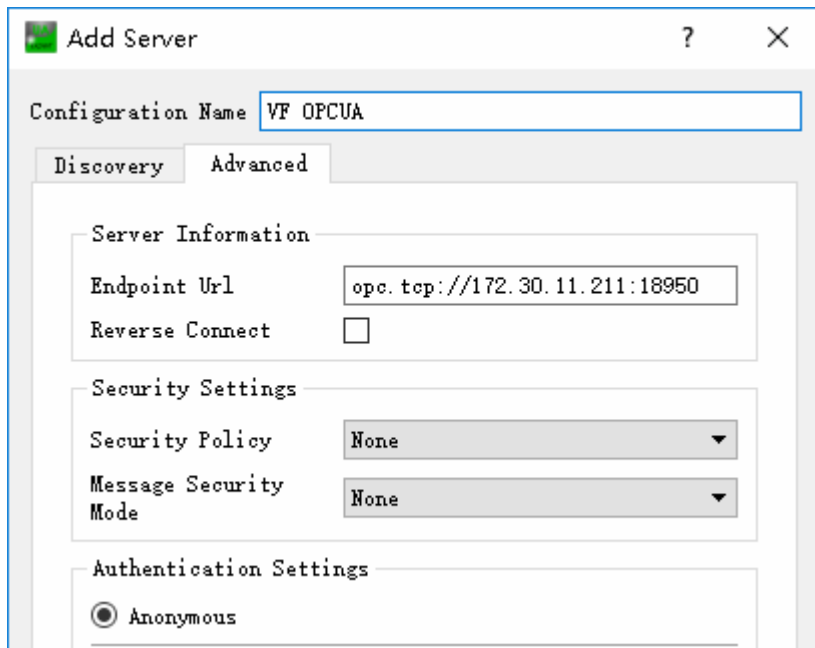 Add Server ? ×
Configuration Name VF OPCUA
Discovery Advanced
Server Information
Endpoint Url opc.tcp://172.30.11.211:18950
Reverse Connect
Security Settings
Security Policy None
Message Security
Mode None
Authentication Settings
Anonymous